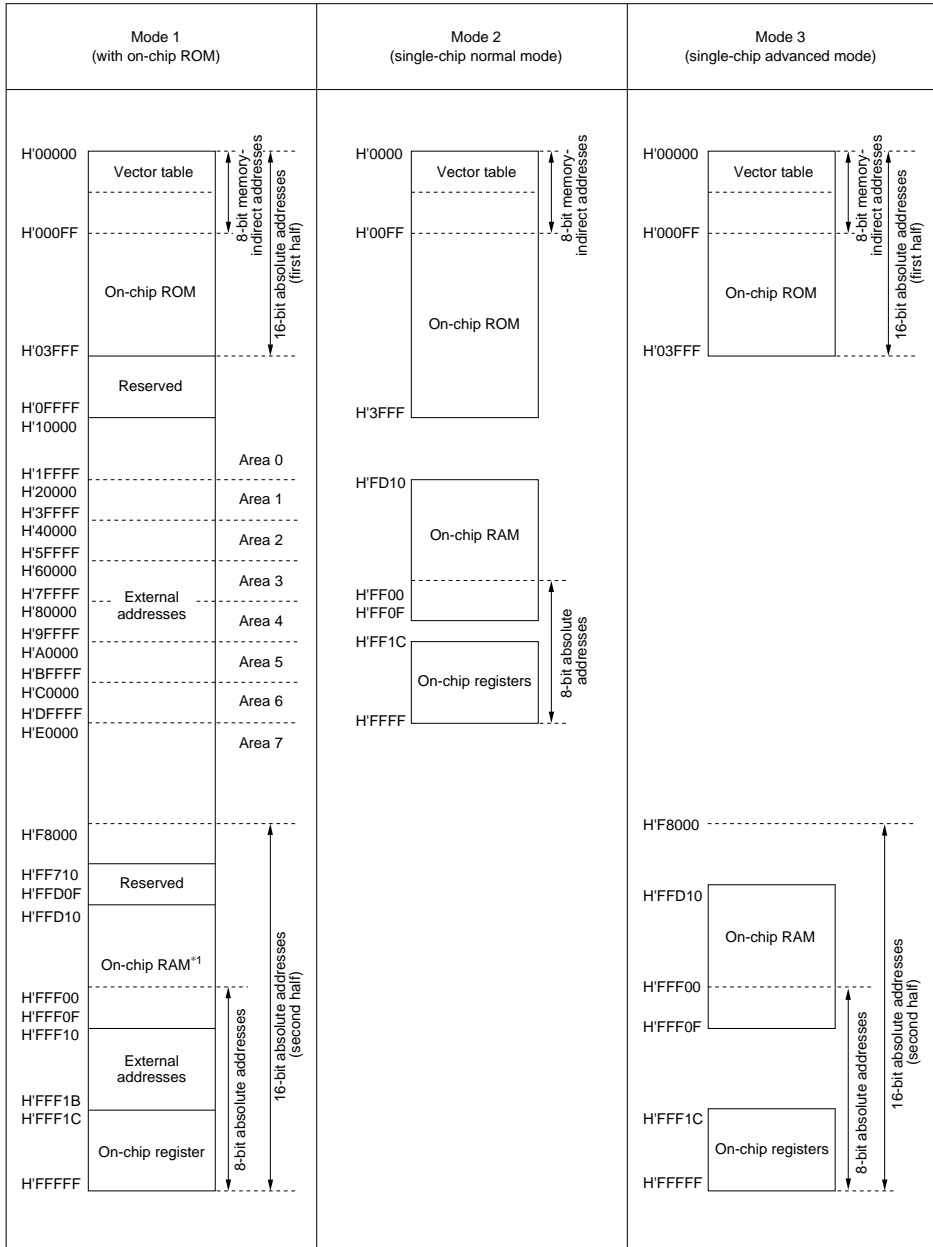 Mode 1
(with on-chip ROM)
Mode 2
(single-chip normal mode)
Mode 3
(single-chip advanced mode)
H'00000
Vector table
H'000FF
On-chip ROM
H'03FFF
Reserved
H'0FFFF
H'10000
H'1FFFF
H'20000
H'3FFFF
H'40000
H'5FFFF
H'60000
H'7FFFF
H'80000
H'9FFFF
H'A0000
H'BFFFF
H'C0000
H'DFFFF
H'E0000
External
addresses
Area 0
Area 1
Area 2
Area 3
Area 4
Area 5
Area 6
Area 7
H'F8000
H'FF710
Reserved
H'FFD0F
H'FFD10
On-chip RAM*1
H'FFF00
H'FFF0F
H'FFF10
External
addresses
H'FFF1B
H'FFF1C
On-chip register
H'FFFFF
8-bit memory-
indirect addresses
16-bit absolute addresses
(first half)
8-bit absolute addresses
16-bit absolute addresses
(second half)
H'0000
Vector table
H'00FF
On-chip ROM
H'3FFF
H'FD10
On-chip RAM
H'FF00
H'FF0F
H'FF1C
On-chip registers
H'FFFF
8-bit memory-
indirect addresses
8-bit absolute
addresses
H'00000
Vector table
H'000FF
On-chip ROM
H'03FFF
H'F8000
H'FFD10
On-chip RAM
H'FFF00
H'FFF0F
H'FFF1C
On-chip registers
H'FFFFF
8-bit memory-
indirect addresses
16-bit absolute addresses
(first half)
8-bit absolute addresses
16-bit absolute addresses
(second half)